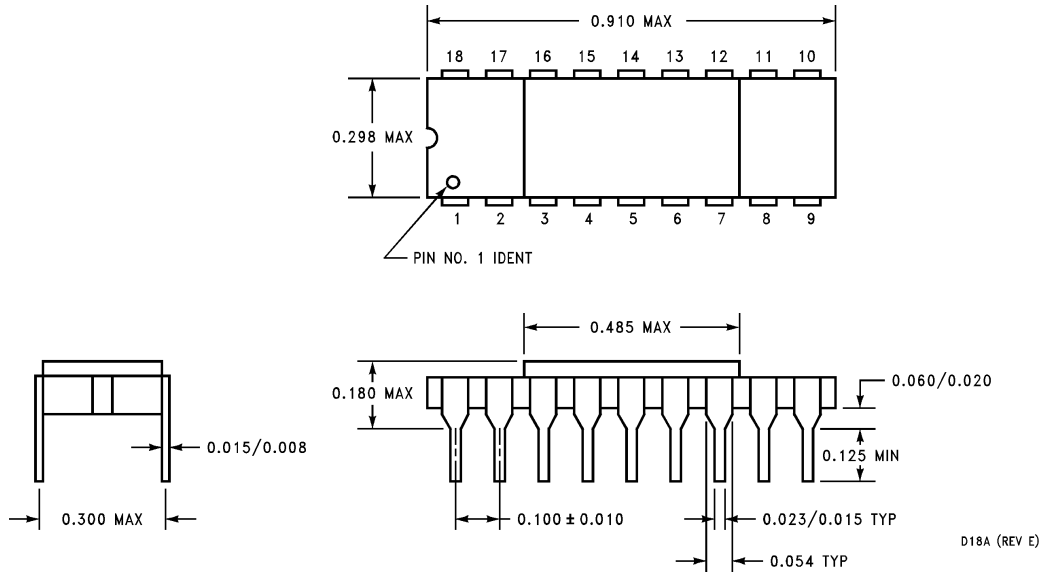 0.910 MAX
18 17 16 15 14 13 12 11 10
0.298 MAX
1 2 3 4 5 6 7 8 9
PIN NO. 1 IDENT
0.485 MAX
0.180 MAX
0.060/0.020
0.015/0.008
0.125 MIN
0.300 MAX
0.100 ± 0.010
0.023/0.015 TYP
D18A (REV E)
0.054 TYP